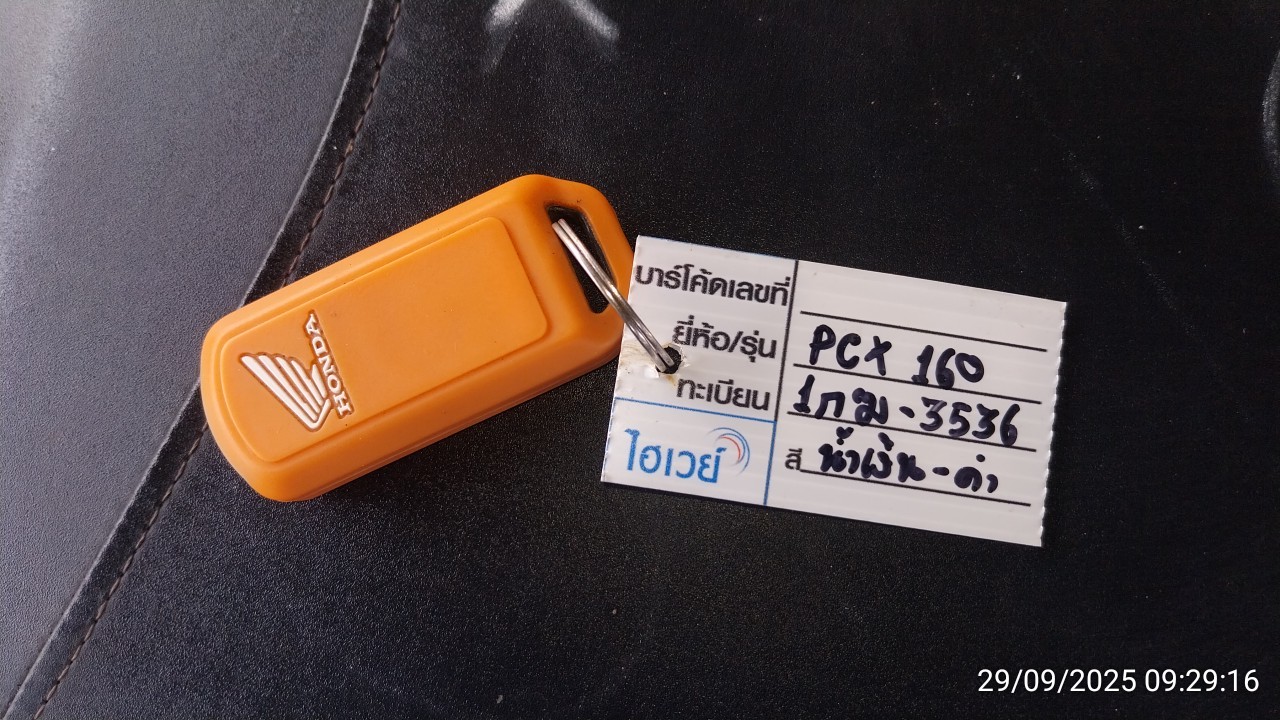 HONDA
บาร์โค้ดเลขที่
ยี่ห้อ/รุ่น PCX 160
ทะเบียน 1กฆ-3536
ไฮเวย์
สี น้ำเงิน-ดำ
29/09/2025 09:29:16